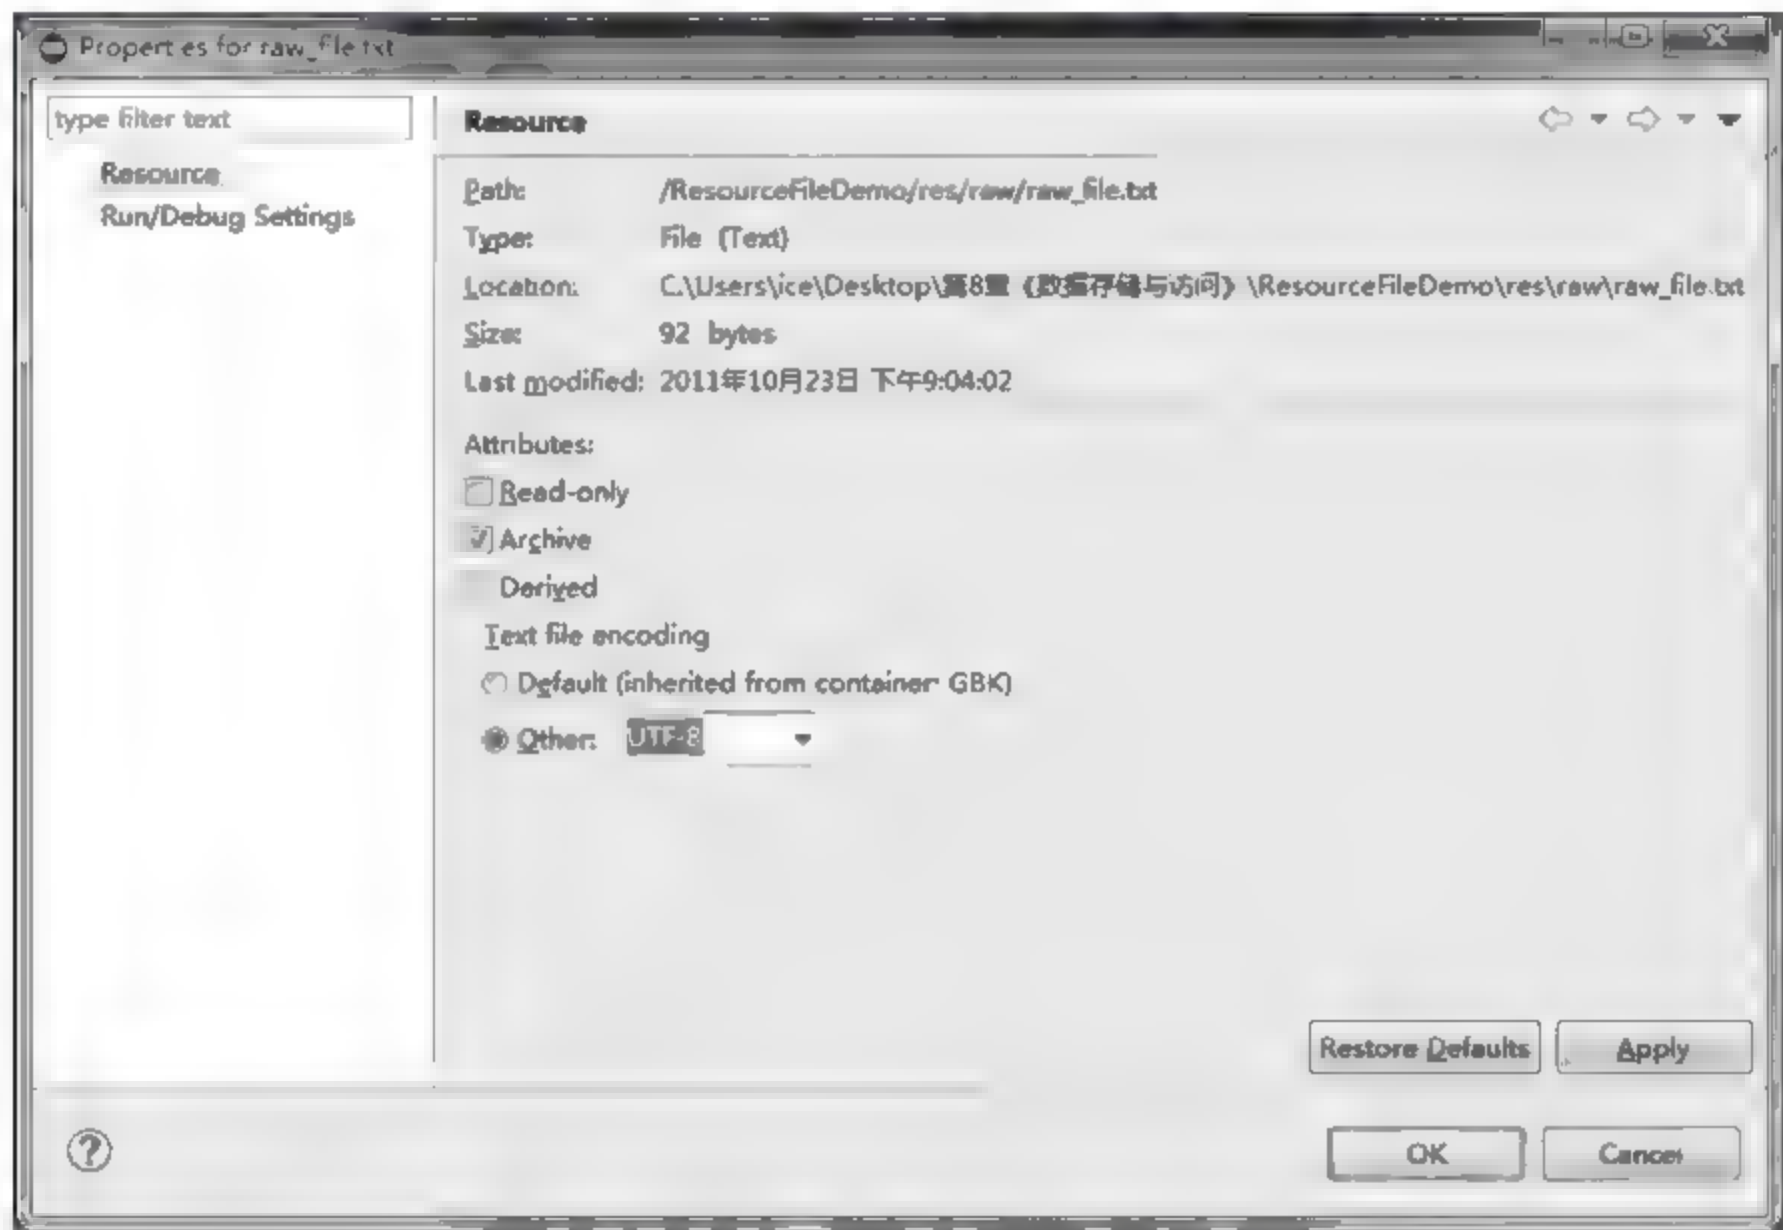 Properties for raw_file.txt
type filter text
Resource
Run/Debug Settings
Resource
Path: /ResourceFileDemo/res/raw/raw_file.txt
Type: File (Text)
Location: C:\Users\ice\Desktop\第8章《数据存储与访问》\ResourceFileDemo\res\raw\raw_file.txt
Size: 92 bytes
Last modified: 2011年10月23日 下午9:04:02
Attributes:
Read-only
Archive
Derived
Text file encoding
Default (inherited from container: GBK)
Other: UTF-8
Restore Defaults
Apply
?
OK
Cancel